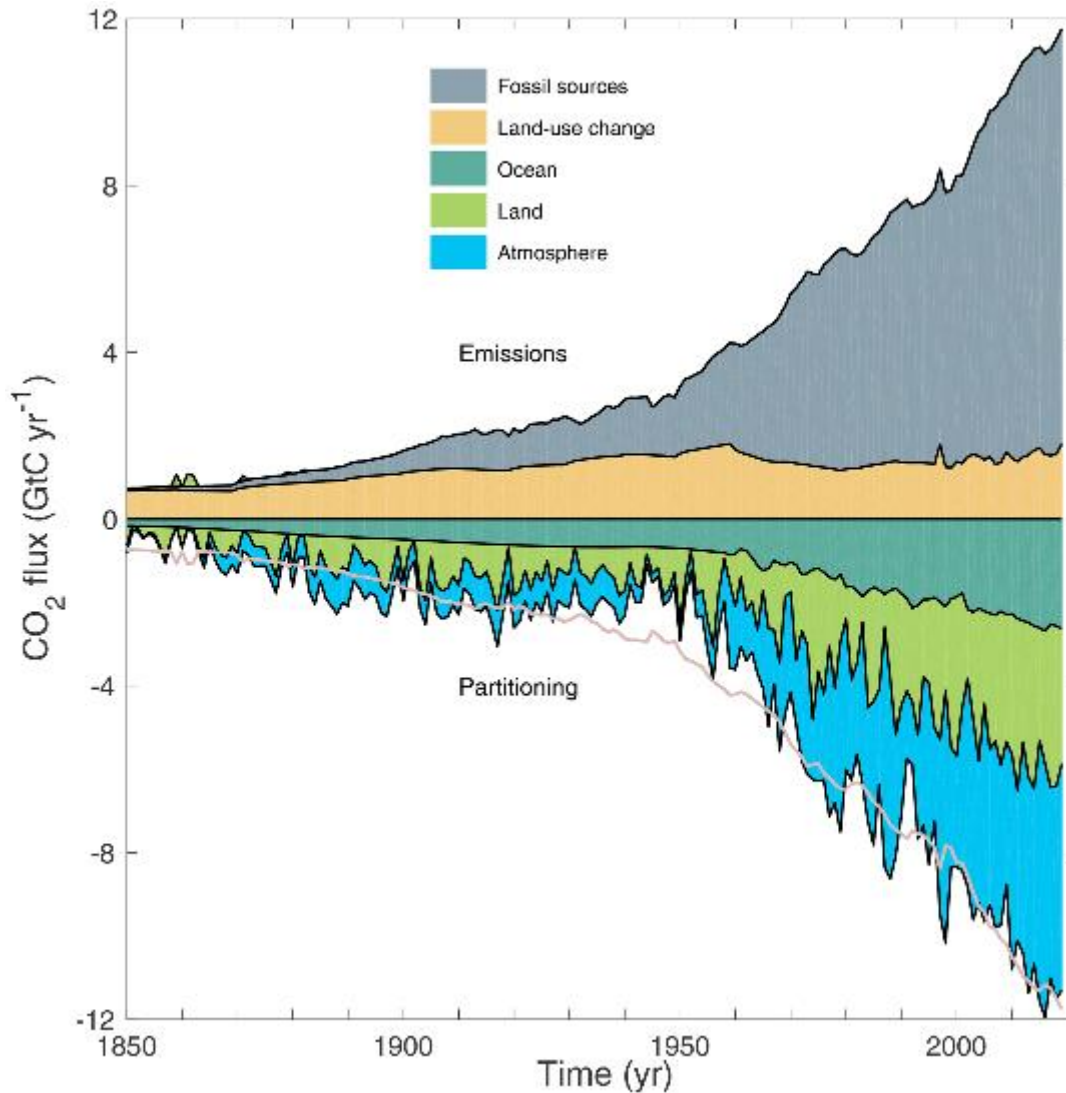 12
8
4
0
-4
-8
-12
CO2 flux (GtC yr-1)
Fossil sources
Land-use change
Ocean
Land
Atmosphere
Emissions
Partitioning
1850
1900
1950
2000
Time (yr)